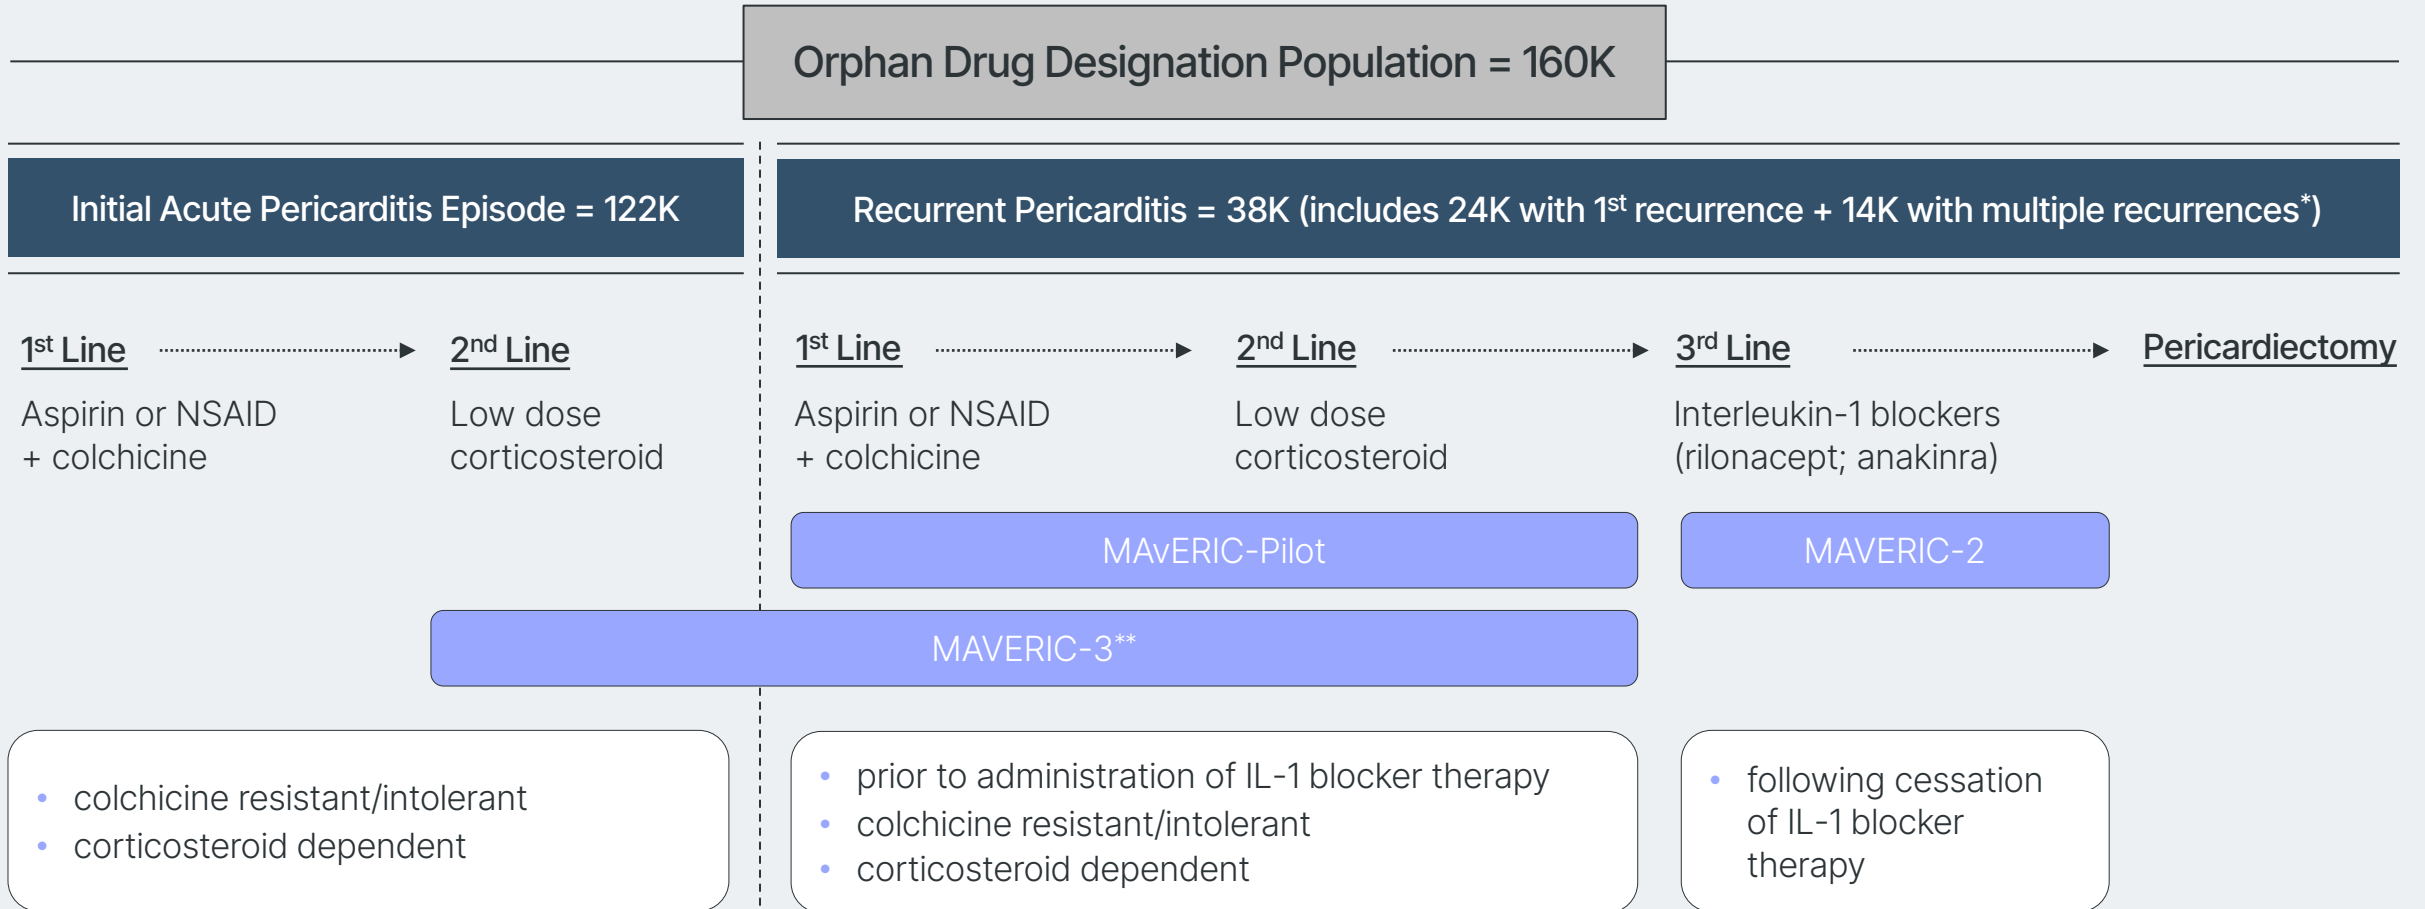 Orphan Drug Designation Population = 160K
Initial Acute Pericarditis Episode = 122K
Recurrent Pericarditis = 38K (includes 24K with 1st recurrence + 14K with multiple recurrences*)
1st Line
2nd Line
1st Line
2nd Line
3rd Line
Pericardiectomy
Aspirin or NSAID
+ colchicine
Low dose
corticosteroid
Aspirin or NSAID
+ colchicine
Low dose
corticosteroid
Interleukin-1 blockers
(rilonacept; anakinra)
MAvERIC-Pilot
MAVERIC-2
MAVERIC-3**
• colchicine resistant/intolerant
• corticosteroid dependent
• prior to administration of IL-1 blocker therapy
• colchicine resistant/intolerant
• corticosteroid dependent
• following cessation
of IL-1 blocker
therapy